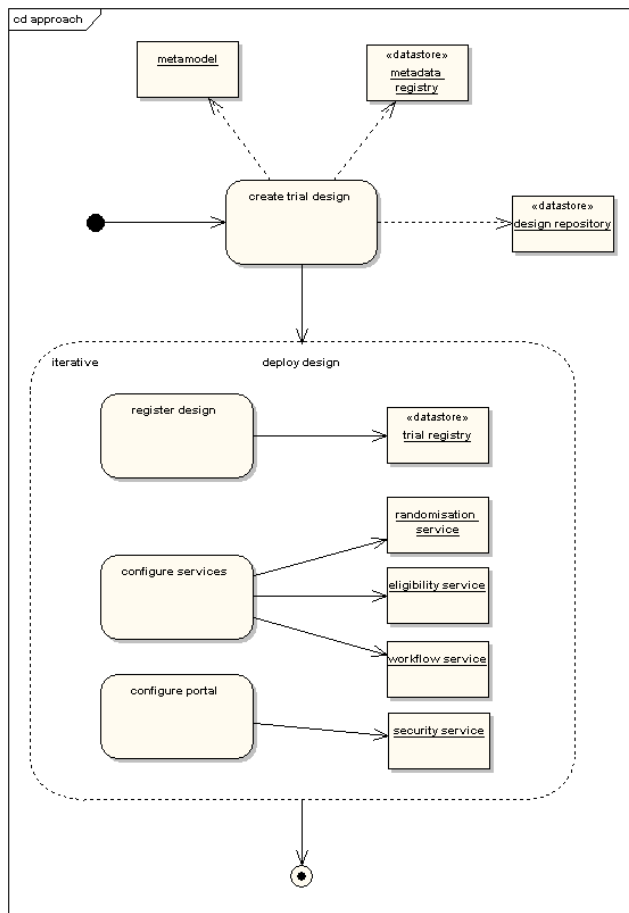 cd approach
metamodel
«datastore»
metadata
registry
create trial design
«datastore»
design repository
iterative
deploy design
register design
«datastore»
trial registry
randomisation
service
configure services
eligibility service
workflow service
configure portal
security service